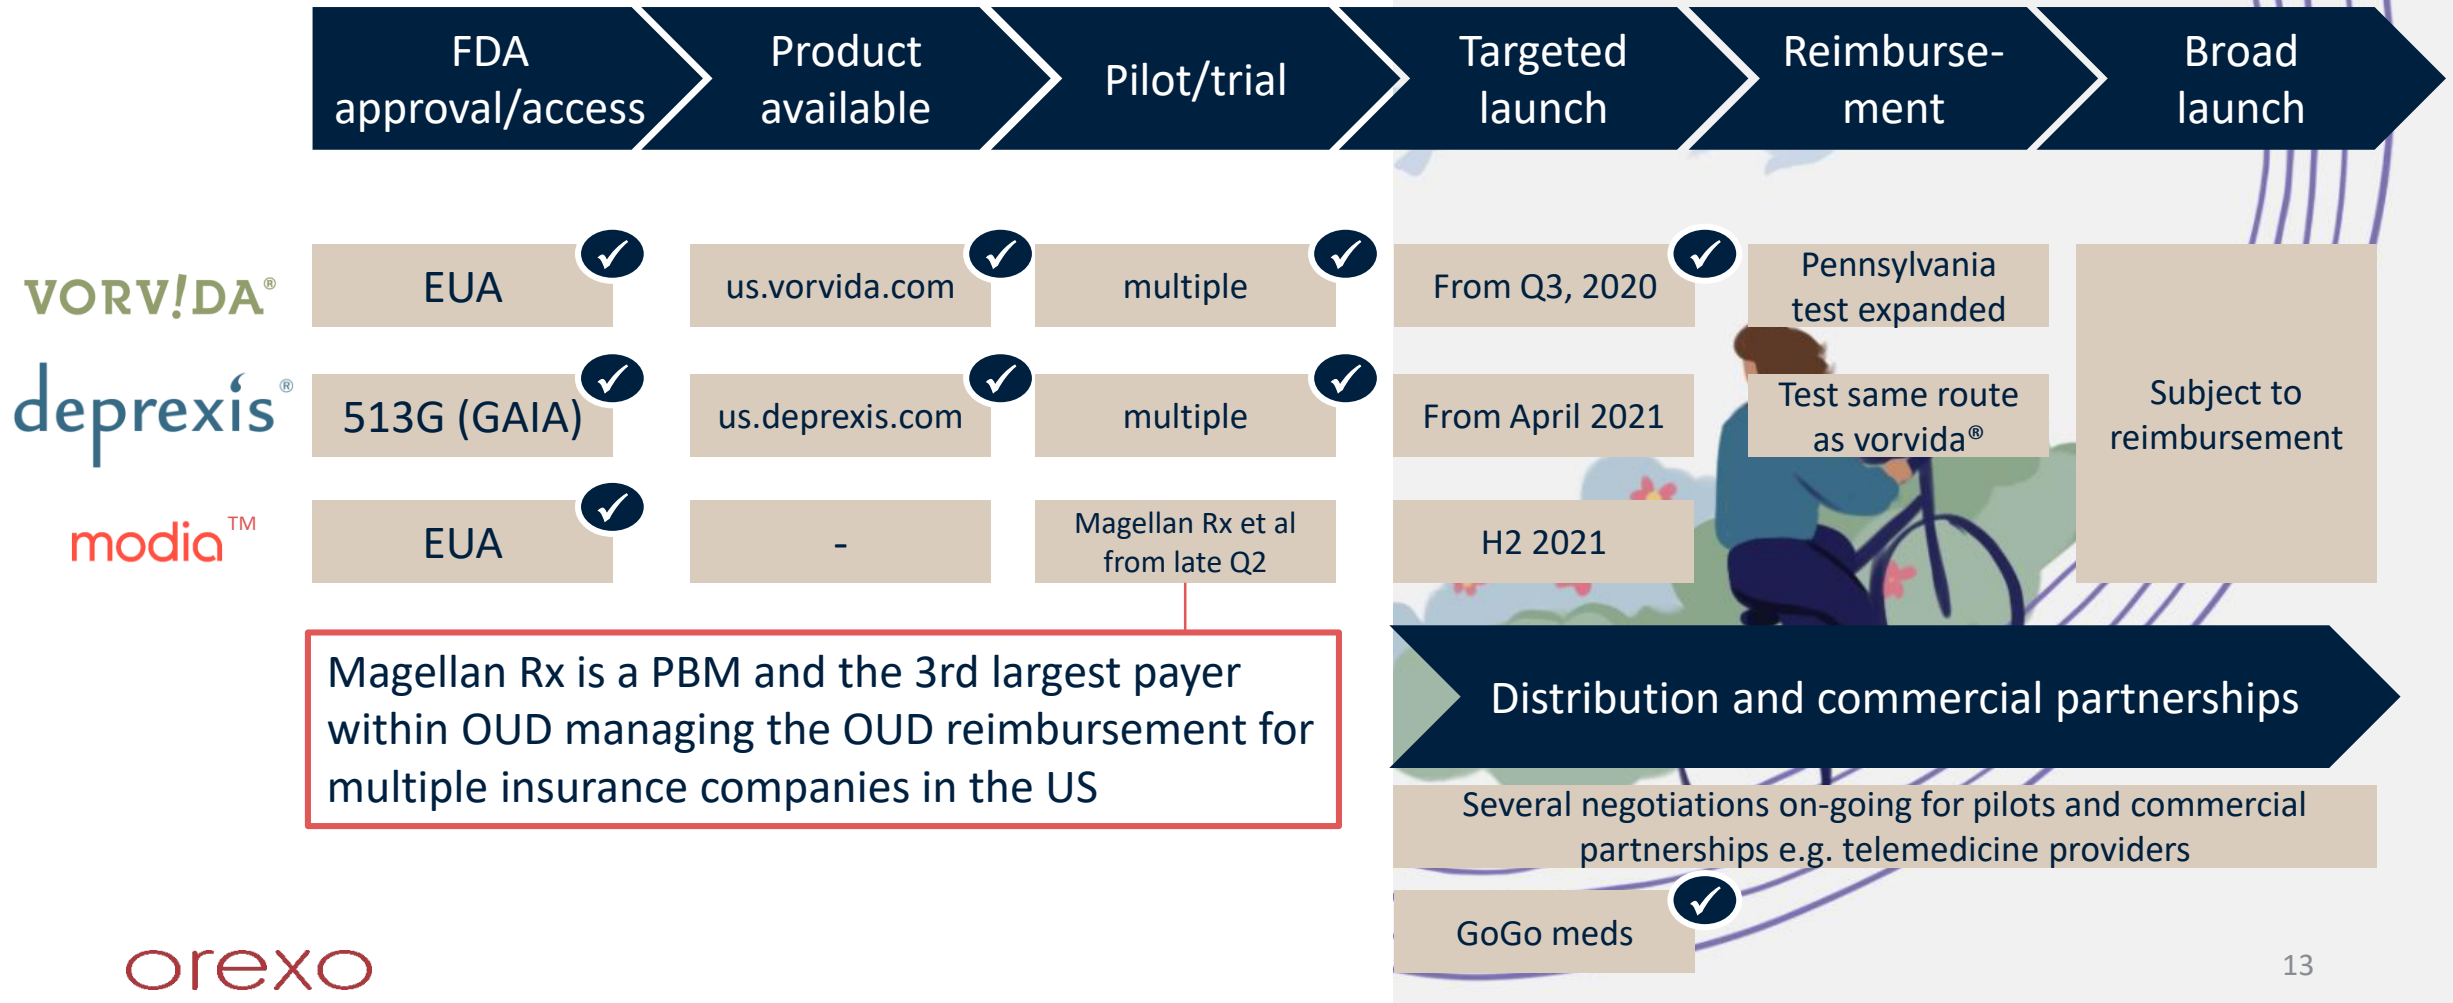 FDA
approval/access
Product
available
Pilot/trial
Targeted
launch
Reimburse-
ment
Broad
launch
VORV!DA®
EUA
us.vorvida.com
multiple
From Q3, 2020
Pennsylvania
test expanded
deprexis®
513G (GAIA)
us.deprexis.com
multiple
From April 2021
Test same route
as vorvida®
Subject to
reimbursement
modia™
EUA
-
Magellan Rx et al
from late Q2
H2 2021
Magellan Rx is a PBM and the 3rd largest payer
within OUD managing the OUD reimbursement for
multiple insurance companies in the US
Distribution and commercial partnerships
Several negotiations on-going for pilots and commercial
partnerships e.g. telemedicine providers
GoGo meds
orexo
13